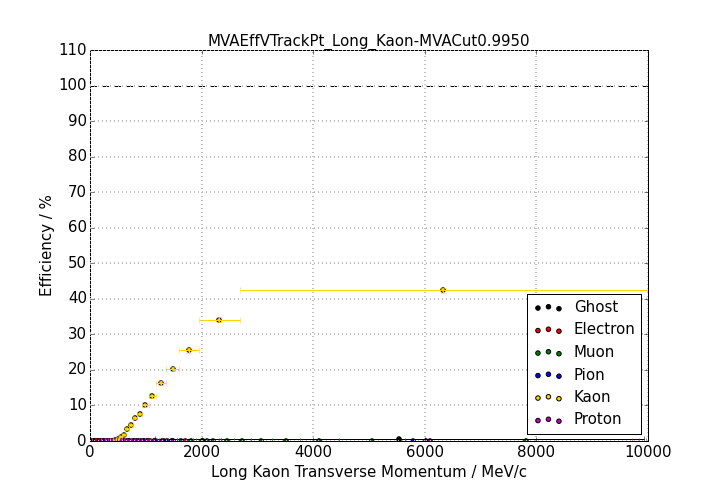 MVAEffVTrackPt_Long_Kaon-MVACut0.9950
110
100
90
80
70
60
50
40
30
20
10
0
Efficiency / %
Ghost
Electron
Muon
Pion
Kaon
Proton
0 2000 4000 6000 8000 10000
Long Kaon Transverse Momentum / MeV/c